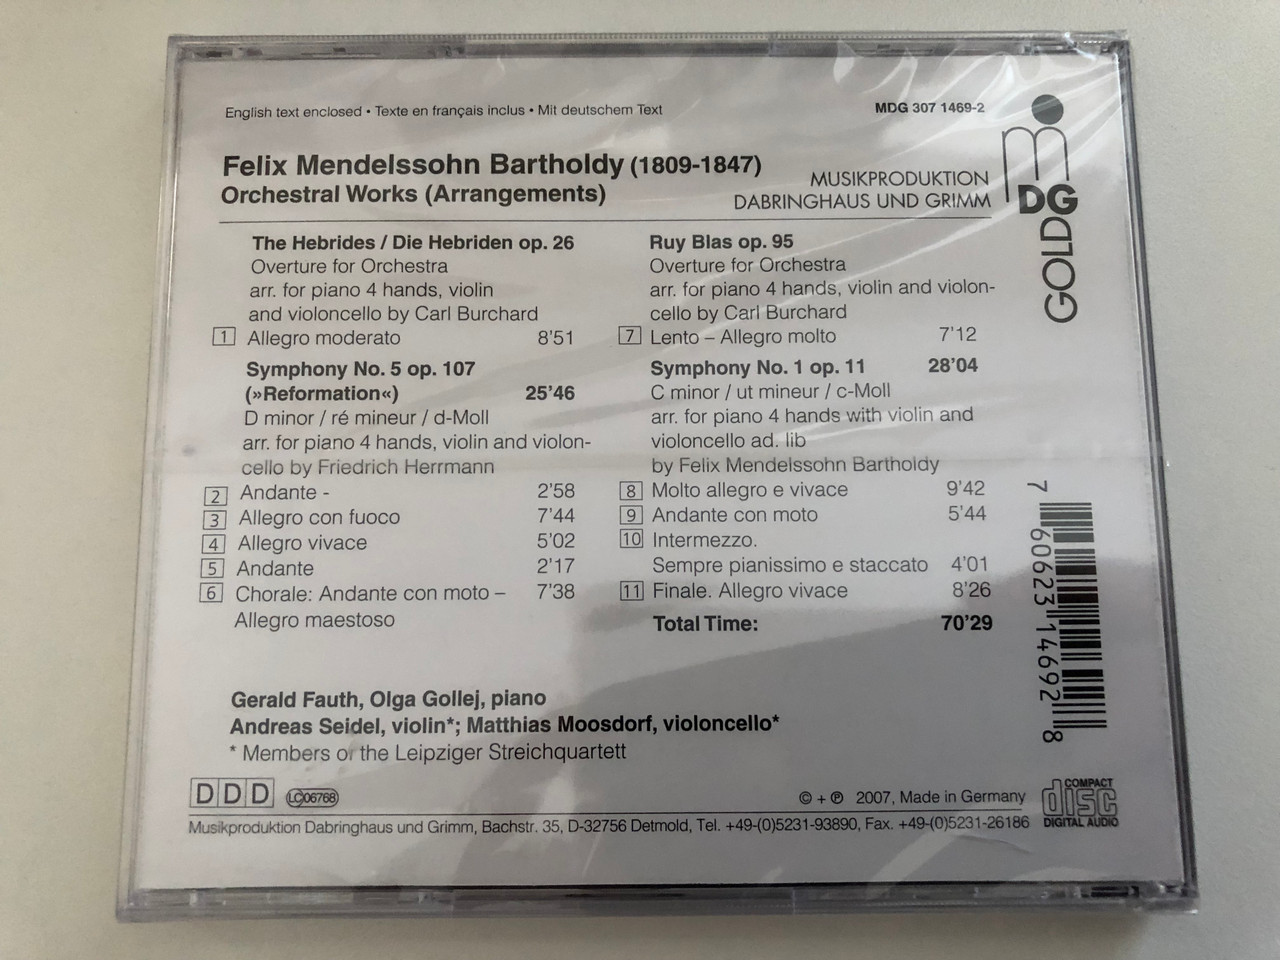 English text enclosed • Texte en français inclus • Mit deutschem Text
MDG 307 1469-2
Felix Mendelssohn Bartholdy (1809-1847)
Orchestral Works (Arrangements)
MUSIKPRODUKTION
DABRINGHAUS UND GRIMM
m
DG
GOLD
The Hebrides / Die Hebriden op. 26
Overture for Orchestra
arr. for piano 4 hands, violin
and violoncello by Carl Burchard
1 Allegro moderato 8'51
Symphony No. 5 op. 107
(»Reformation«) 25'46
D minor / ré mineur / d-Moll
arr. for piano 4 hands, violin and violon-
cello by Friedrich Herrmann
2 Andante - 2'58
3 Allegro con fuoco 7'44
4 Allegro vivace 5'02
5 Andante 2'17
6 Chorale: Andante con moto – 7'38
Allegro maestoso
Ruy Blas op. 95
Overture for Orchestra
arr. for piano 4 hands, violin and violon-
cello by Carl Burchard
7 Lento – Allegro molto 7'12
Symphony No. 1 op. 11 28'04
C minor / ut mineur / c-Moll
arr. for piano 4 hands with violin and
violoncello ad. lib
by Felix Mendelssohn Bartholdy
8 Molto allegro e vivace 9'42
9 Andante con moto 5'44
10 Intermezzo.
Sempre pianissimo e staccato 4'01
11 Finale. Allegro vivace 8'26
Total Time: 70'29
7 60623 14692 8
Gerald Fauth, Olga Gollej, piano
Andreas Seidel, violin*; Matthias Moosdorf, violoncello*
* Members of the Leipziger Streichquartett
D D D
LC06768
© + ℗ 2007, Made in Germany
COMPACT
disc
DIGITAL AUDIO
Musikproduktion Dabringhaus und Grimm, Bachstr. 35, D-32756 Detmold, Tel. +49-(0)5231-93890, Fax. +49-(0)5231-26186